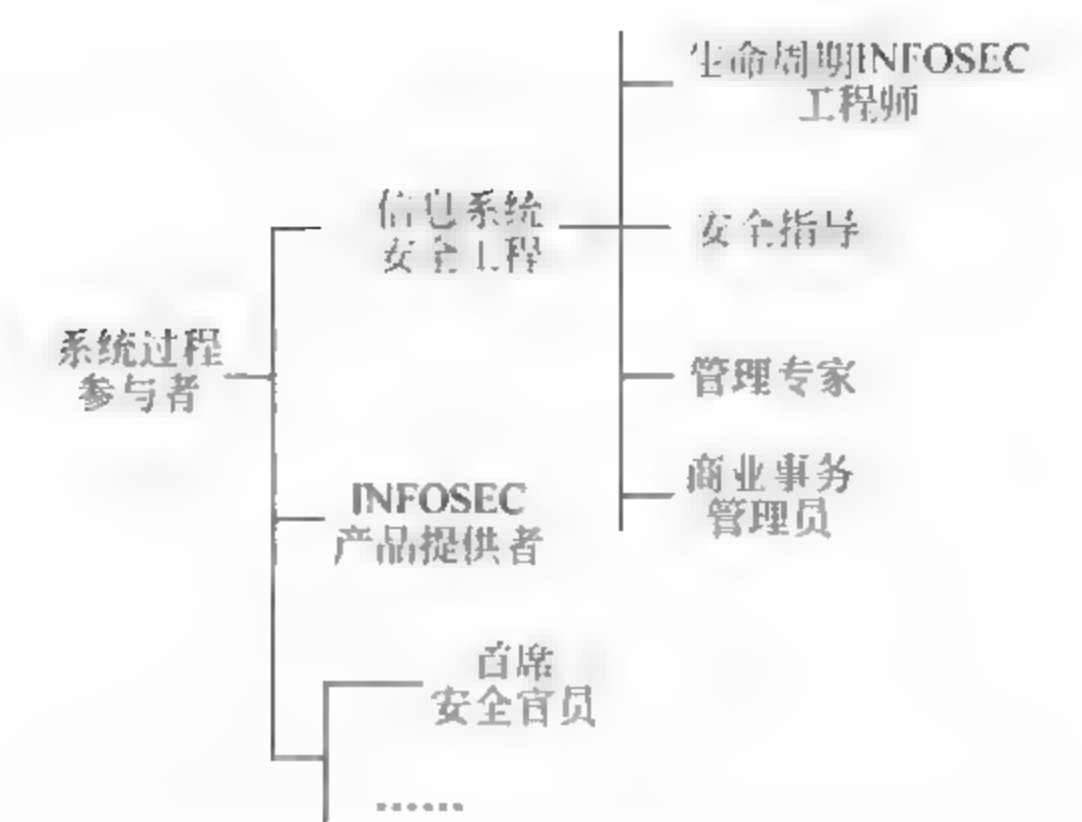 生命周期INFOSEC
工程师
信息系统
安全工程
安全指导
系统过程
参与者
管理专家
商业事务
管理员
INFOSEC
产品提供者
首席
安全官员
……